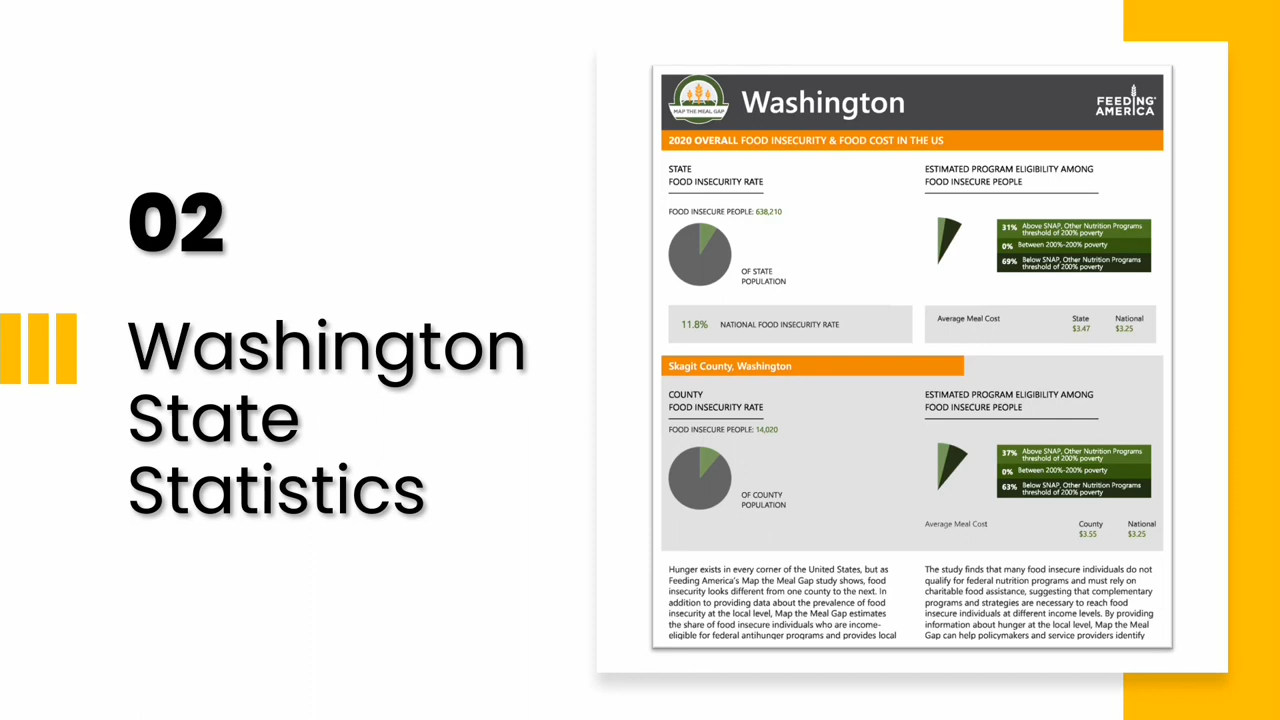 02
Washington
State
Statistics
MAP THE MEAL GAP
Washington
FEEDING
AMERICA
2020 OVERALL FOOD INSECURITY & FOOD COST IN THE US
STATE
FOOD INSECURITY RATE
FOOD INSECURE PEOPLE: 638,210
OF STATE
POPULATION
ESTIMATED PROGRAM ELIGIBILITY AMONG
FOOD INSECURE PEOPLE
31% Above SNAP, Other Nutrition Programs
threshold of 200% poverty
0% Between 200%-200% poverty
69% Below SNAP, Other Nutrition Programs
threshold of 200% poverty
11.8% NATIONAL FOOD INSECURITY RATE
Average Meal Cost State National
$3.47 $3.25
Skagit County, Washington
COUNTY
FOOD INSECURITY RATE
FOOD INSECURE PEOPLE: 14,020
OF COUNTY
POPULATION
ESTIMATED PROGRAM ELIGIBILITY AMONG
FOOD INSECURE PEOPLE
37% Above SNAP, Other Nutrition Programs
threshold of 200% poverty
0% Between 200%-200% poverty
63% Below SNAP, Other Nutrition Programs
threshold of 200% poverty
Average Meal Cost County National
$3.55 $3.25
Hunger exists in every corner of the United States, but as
Feeding America's Map the Meal Gap study shows, food
insecurity looks different from one county to the next. In
addition to providing data about the prevalence of food
insecurity at the local level, Map the Meal Gap estimates
the share of food insecure individuals who are income-
eligible for federal antihunger programs and provides local
The study finds that many food insecure individuals do not
qualify for federal nutrition programs and must rely on
charitable food assistance, suggesting that complementary
programs and strategies are necessary to reach food
insecure individuals at different income levels. By providing
information about hunger at the local level, Map the Meal
Gap can help policymakers and service providers identify